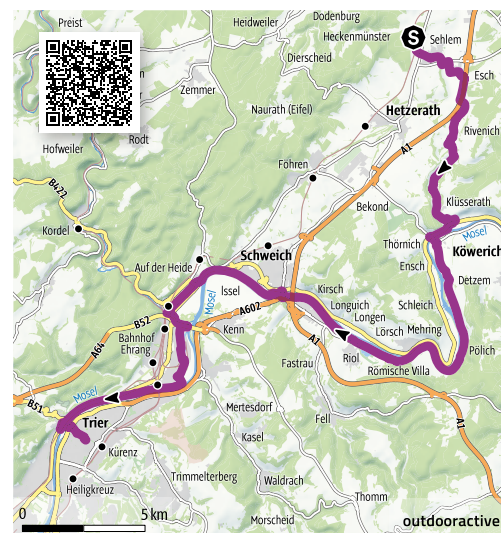 Dodenburg
Preist
Heidweiler
Heckenmünster
S
Sehlem
Dierscheid
Esch
Zemmer
Naurath (Eifel)
Hetzerath
Rivenich
Rodt
A1
Hofweiler
Föhren
B422
Bekond
Klüsserath
Mosel
Kordel
Thörnich
Schweich
Köwerich
Auf der Heide
Ensch
Detzem
Issel
Kirsch
Mosel
Longuich
Schleich
A602
Longen
B52
Kenn
Lörsch
Mehring
A64
Bahnhof
Ehrang
A1
Pölich
Riol
Fastrau
Römische Villa
Mosel
B51
Mertesdorf
Fell
A1
Trier
Kasel
Kürenz
Trimmelterberg
Waldrach
Heiligkreuz
Thomm
0
5 km
Morscheid
outdooractive